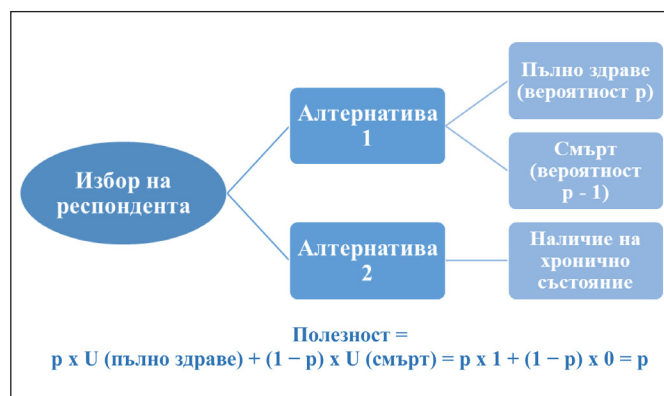 Избор на
респондента
Алтернатива
1
Пълно здраве
(вероятност p)
Смърт
(вероятност
p - 1)
Алтернатива
2
Наличие на
хронично
състояние
Полезност =
p x U (пълно здраве) + (1 – p) x U (смърт) = p x 1 + (1 – p) x 0 = p